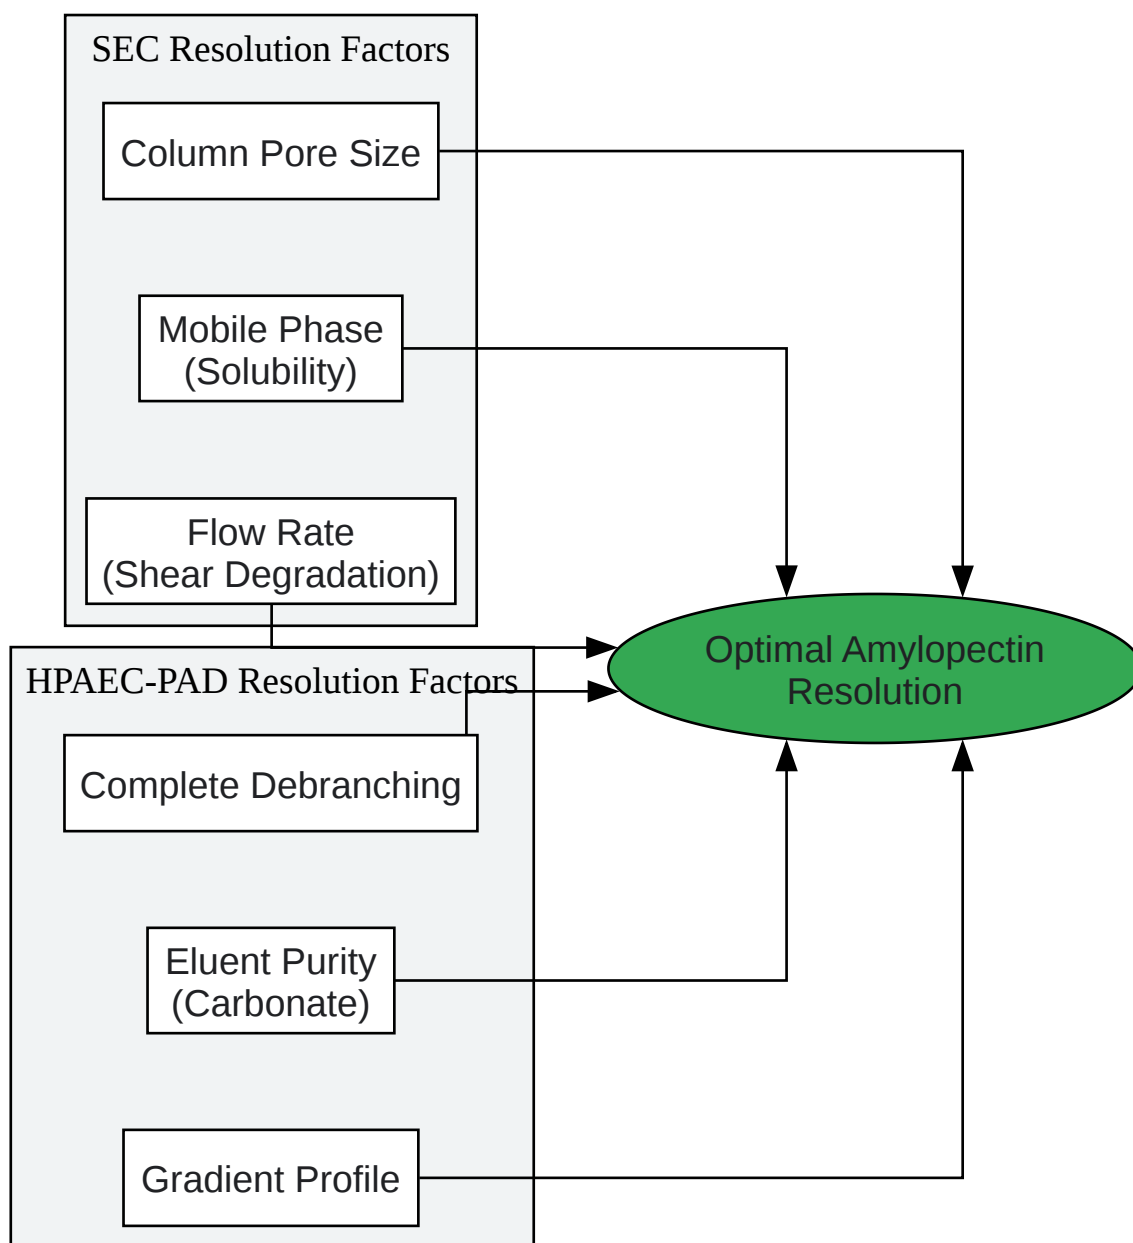 SEC Resolution Factors
Column Pore Size
Mobile Phase
(Solubility)
Flow Rate
(Shear Degradation)
Optimal Amylopectin
Resolution
HPAEC-PAD Resolution Factors
Complete Debranching
Eluent Purity
(Carbonate)
Gradient Profile